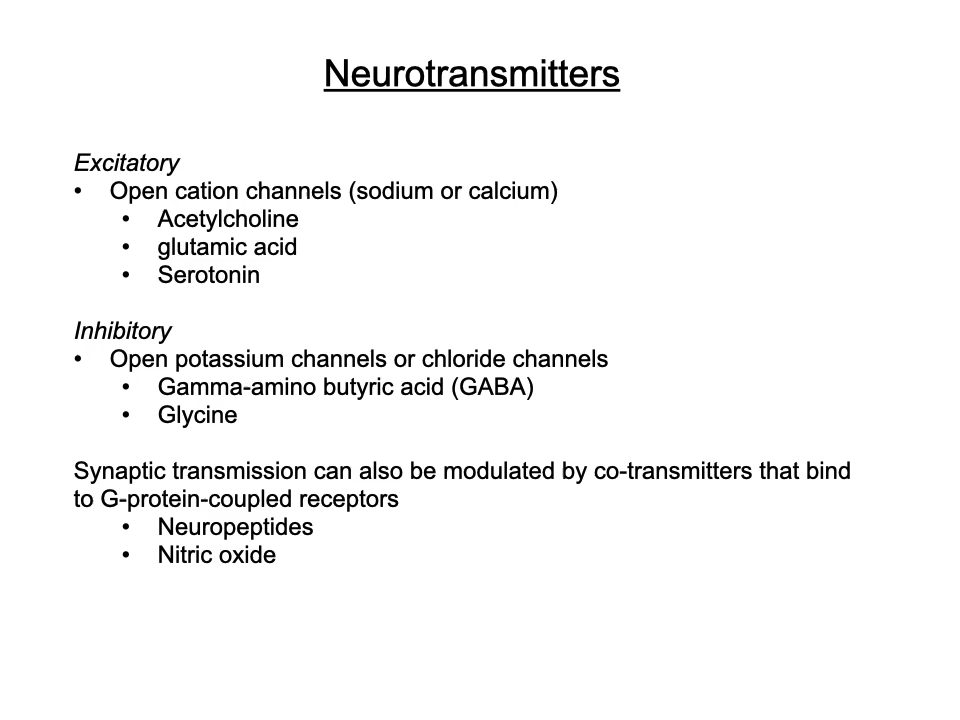 Neurotransmitters
Excitatory
• Open cation channels (sodium or calcium)
• Acetylcholine
• glutamic acid
• Serotonin
Inhibitory
• Open potassium channels or chloride channels
• Gamma-amino butyric acid (GABA)
• Glycine
Synaptic transmission can also be modulated by co-transmitters that bind
to G-protein-coupled receptors
• Neuropeptides
• Nitric oxide